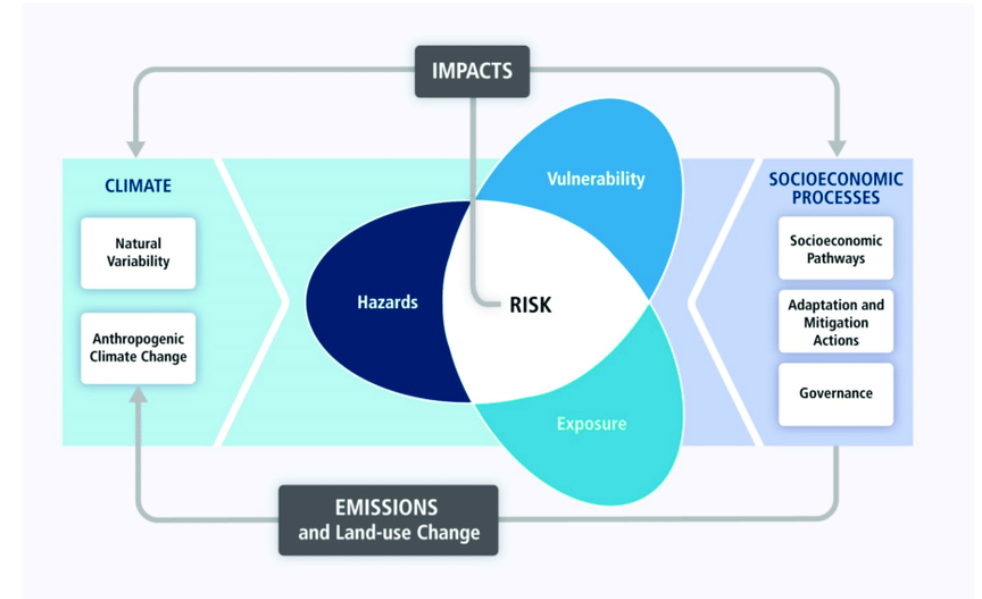 IMPACTS
CLIMATE
Natural
Variability
Anthropogenic
Climate Change
Vulnerability
Hazards
RISK
Exposure
SOCIOECONOMIC
PROCESSES
Socioeconomic
Pathways
Adaptation and
Mitigation
Actions
Governance
EMISSIONS
and Land-use Change